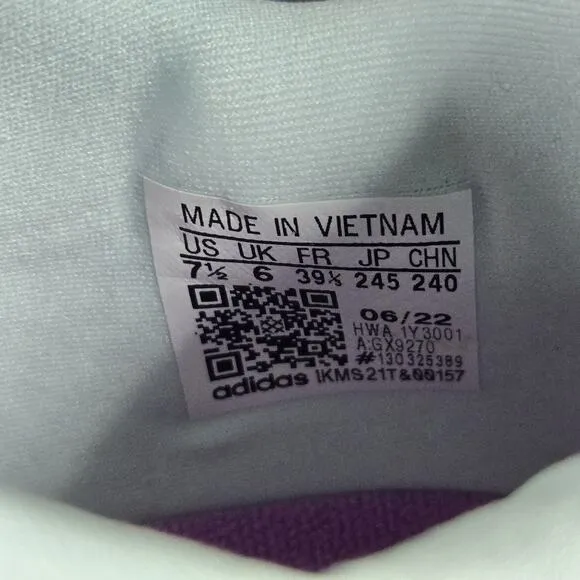 MADE IN VIETNAM
US UK FR JP CHN
7½ 6 39⅓ 245 240
06/22
HWA 1Y3001
A:GX9270
#130325389
adidas IKMS21T&00157